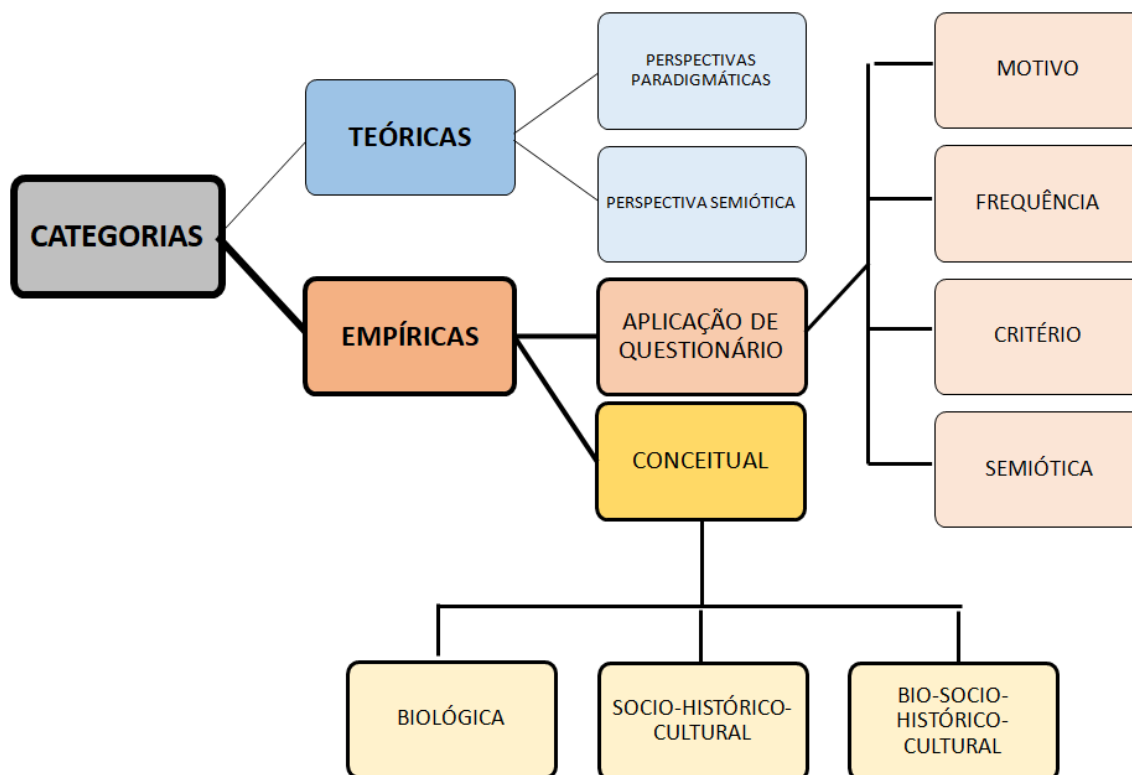 CATEGORIAS
TEÓRICAS
PERSPECTIVAS
PARADIGMÁTICAS
PERSPECTIVA SEMIÓTICA
EMPÍRICAS
APLICAÇÃO DE
QUESTIONÁRIO
MOTIVO
FREQUÊNCIA
CRITÉRIO
SEMIÓTICA
CONCEITUAL
BIOLÓGICA
SOCIO-HISTÓRICO-
CULTURAL
BIO-SOCIO-
HISTÓRICO-
CULTURAL